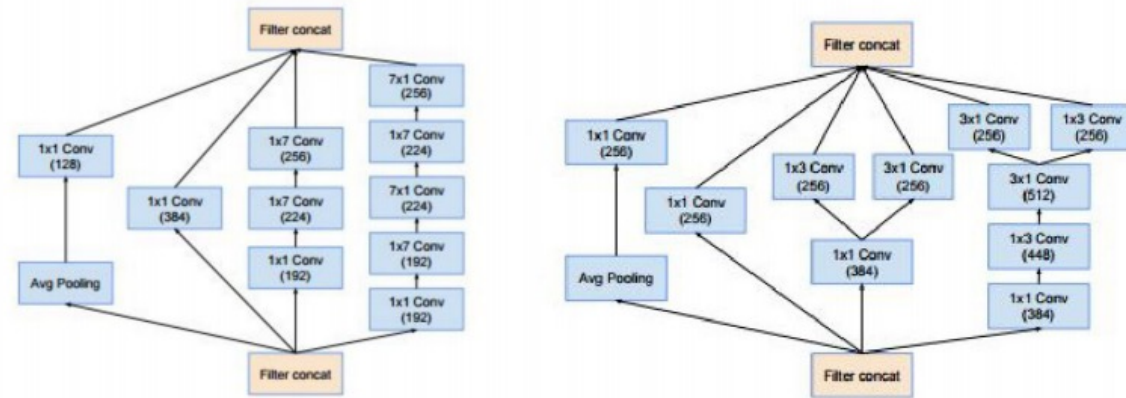 Filter concat
7x1 Conv
(256)
1x1 Conv
(128)
1x7 Conv
(256)
1x7 Conv
(224)
1x1 Conv
(384)
1x7 Conv
(224)
7x1 Conv
(224)
Avg Pooling
1x1 Conv
(192)
1x7 Conv
(192)
1x1 Conv
(192)
Filter concat
Filter concat
1x1 Conv
(256)
3x1 Conv
(256)
1x3 Conv
(256)
1x3 Conv
(256)
3x1 Conv
(256)
3x1 Conv
(512)
1x1 Conv
(256)
1x3 Conv
(448)
Avg Pooling
1x1 Conv
(384)
1x1 Conv
(384)
Filter concat